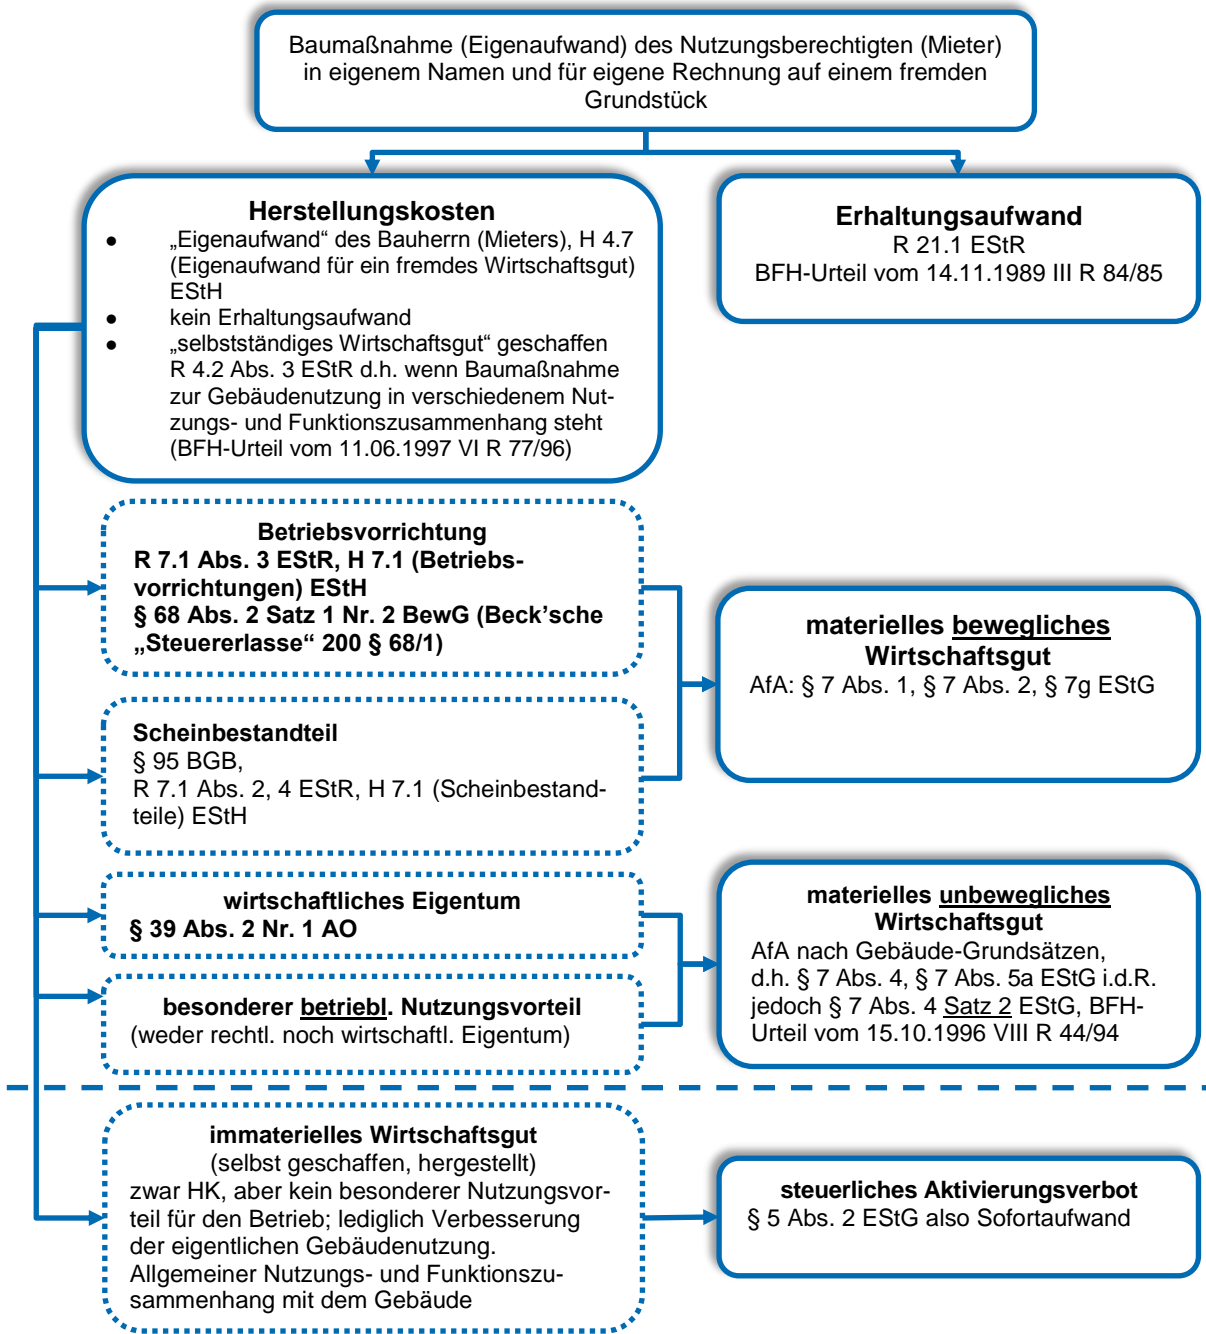 Baumaßnahme (Eigenaufwand) des Nutzungsberechtigten (Mieter)
in eigenem Namen und für eigene Rechnung auf einem fremden
Grundstück
Herstellungskosten
● „Eigenaufwand“ des Bauherrn (Mieters), H 4.7
(Eigenaufwand für ein fremdes Wirtschaftsgut)
EStH
● kein Erhaltungsaufwand
● „selbstständiges Wirtschaftsgut“ geschaffen
R 4.2 Abs. 3 EStR d.h. wenn Baumaßnahme
zur Gebäudenutzung in verschiedenem Nut-
zungs- und Funktionszusammenhang steht
(BFH-Urteil vom 11.06.1997 VI R 77/96)
Erhaltungsaufwand
R 21.1 EStR
BFH-Urteil vom 14.11.1989 III R 84/85
Betriebsvorrichtung
R 7.1 Abs. 3 EStR, H 7.1 (Betriebs-
vorrichtungen) EStH
§ 68 Abs. 2 Satz 1 Nr. 2 BewG (Beck’sche
„Steuererlasse“ 200 § 68/1)
Scheinbestandteil
§ 95 BGB,
R 7.1 Abs. 2, 4 EStR, H 7.1 (Scheinbestand-
teile) EStH
materielles bewegliches
Wirtschaftsgut
AfA: § 7 Abs. 1, § 7 Abs. 2, § 7g EStG
wirtschaftliches Eigentum
§ 39 Abs. 2 Nr. 1 AO
besonderer betriebl. Nutzungsvorteil
(weder rechtl. noch wirtschaftl. Eigentum)
materielles unbewegliches
Wirtschaftsgut
AfA nach Gebäude-Grundsätzen,
d.h. § 7 Abs. 4, § 7 Abs. 5a EStG i.d.R.
jedoch § 7 Abs. 4 Satz 2 EStG, BFH-
Urteil vom 15.10.1996 VIII R 44/94
immaterielles Wirtschaftsgut
(selbst geschaffen, hergestellt)
zwar HK, aber kein besonderer Nutzungsvor-
teil für den Betrieb; lediglich Verbesserung
der eigentlichen Gebäudenutzung.
Allgemeiner Nutzungs- und Funktionszu-
sammenhang mit dem Gebäude
steuerliches Aktivierungsverbot
§ 5 Abs. 2 EStG also Sofortaufwand